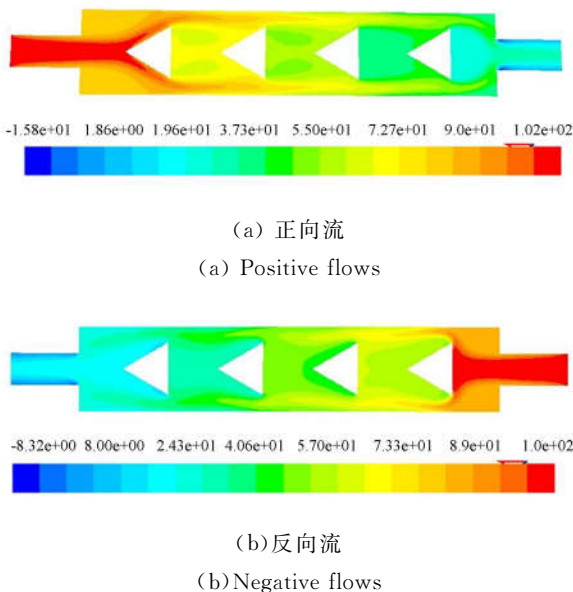 -1.58e+01 1.86e+00 1.96e+01 3.73e+01 5.50e+01 7.27e+01 9.0e+01 1.02e+02
(a) 正向流
(a) Positive flows
-8.32e+00 8.00e+00 2.43e+01 4.06e+01 5.70e+01 7.33e+01 8.9e+01 1.0e+02
(b)反向流
(b)Negative flows